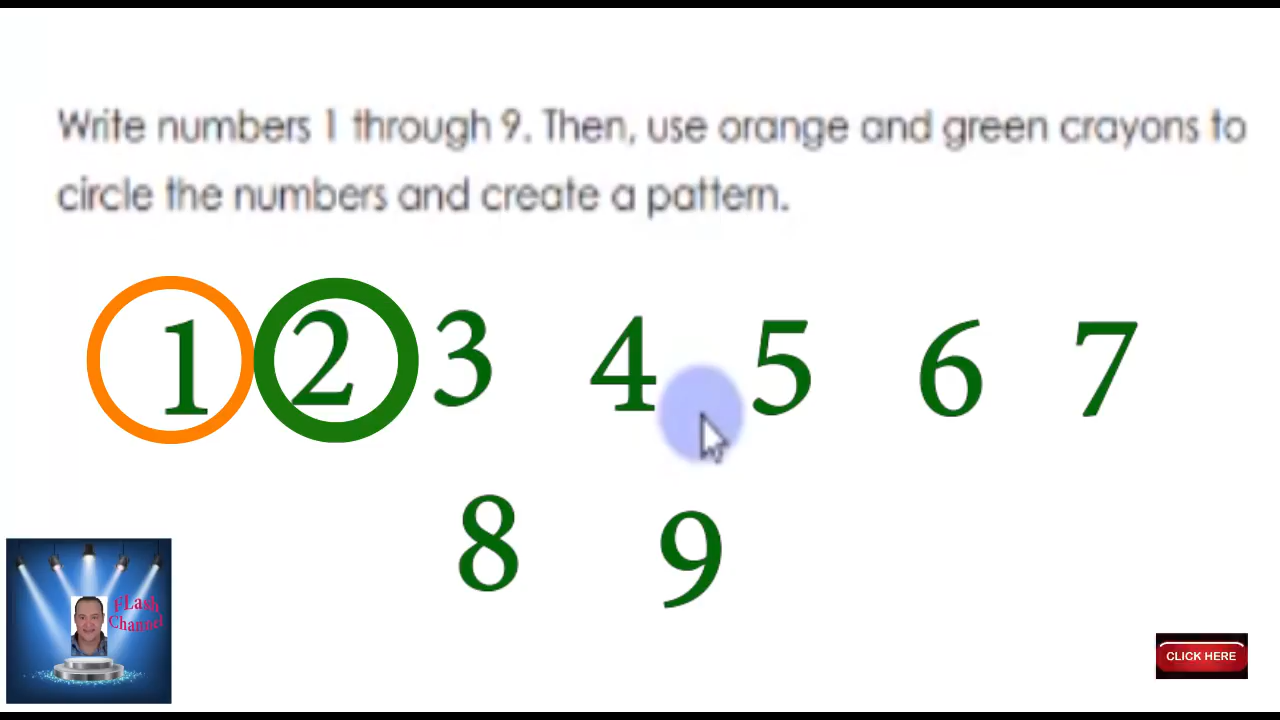 Write numbers 1 through 9. Then, use orange and green crayons to
circle the numbers and create a pattern.
1 2 3 4 5 6 7
8 9
FLash
Channel
CLICK HERE